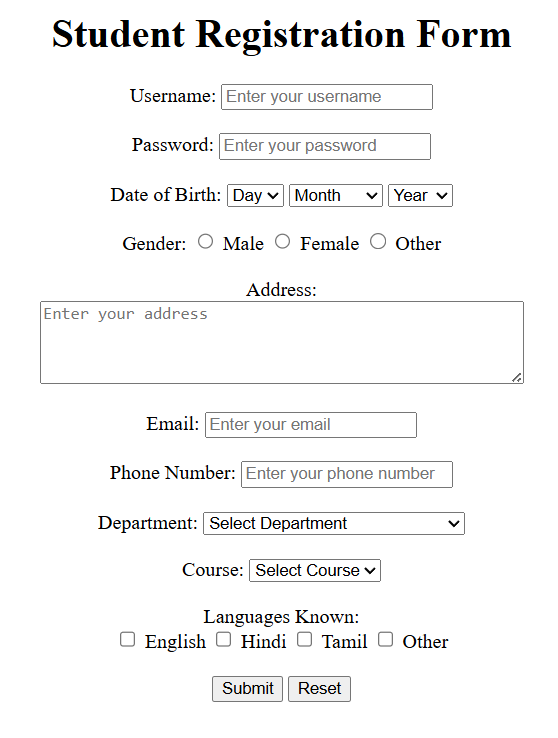 Student Registration Form
Username: Enter your username
Password: Enter your password
Date of Birth: Day Month Year
Gender: Male Female Other
Address:
Enter your address
Email: Enter your email
Phone Number: Enter your phone number
Department: Select Department
Course: Select Course
Languages Known:
English Hindi Tamil Other
Submit Reset